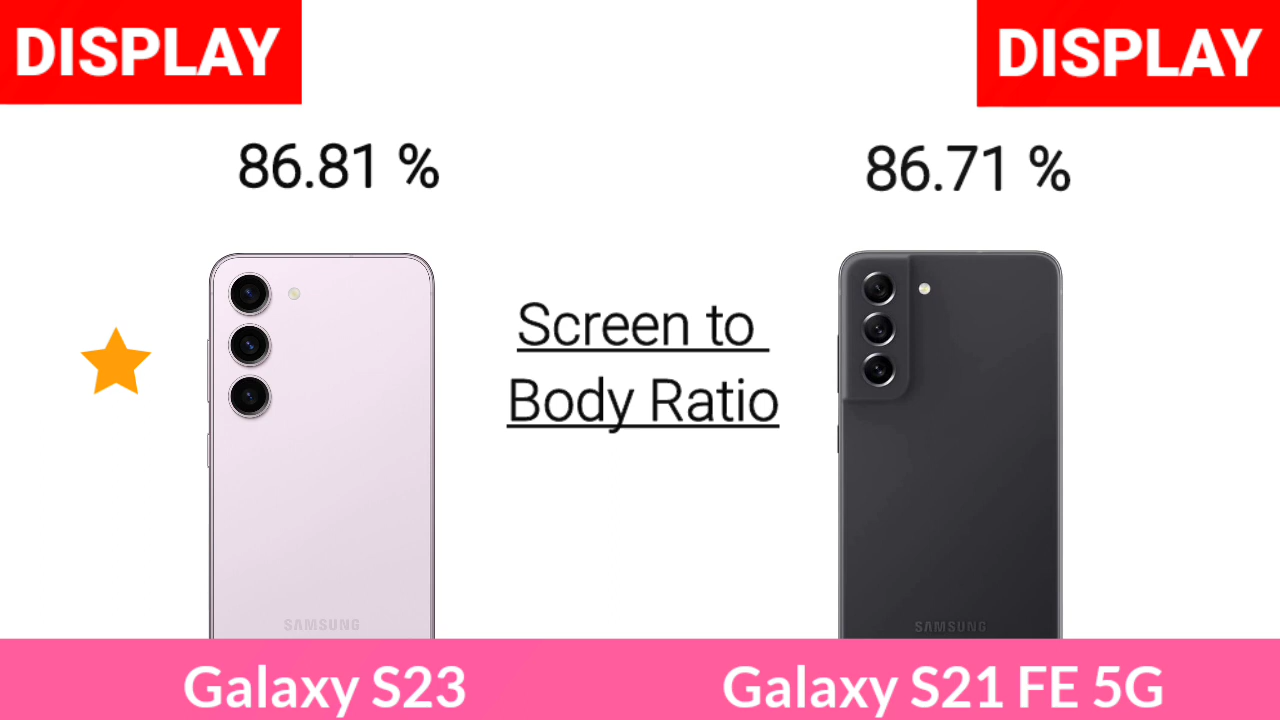 DISPLAY
DISPLAY
86.81 %
86.71 %
Screen to
Body Ratio
SAMSUNG
SAMSUNG
Galaxy S23
Galaxy S21 FE 5G